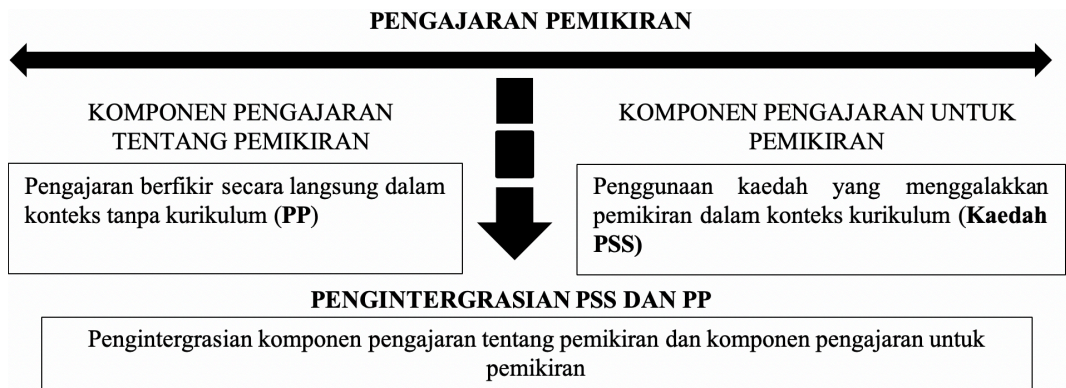 PENGAJARAN PEMIKIRAN
KOMPONEN PENGAJARAN
TENTANG PEMIKIRAN
Pengajaran berfikir secara langsung dalam
konteks tanpa kurikulum (PP)
KOMPONEN PENGAJARAN UNTUK
PEMIKIRAN
Penggunaan kaedah yang menggalakkan
pemikiran dalam konteks kurikulum (Kaedah
PSS)
PENGINTERGRASIAN PSS DAN PP
Pengintergrasian komponen pengajaran tentang pemikiran dan komponen pengajaran untuk
pemikiran